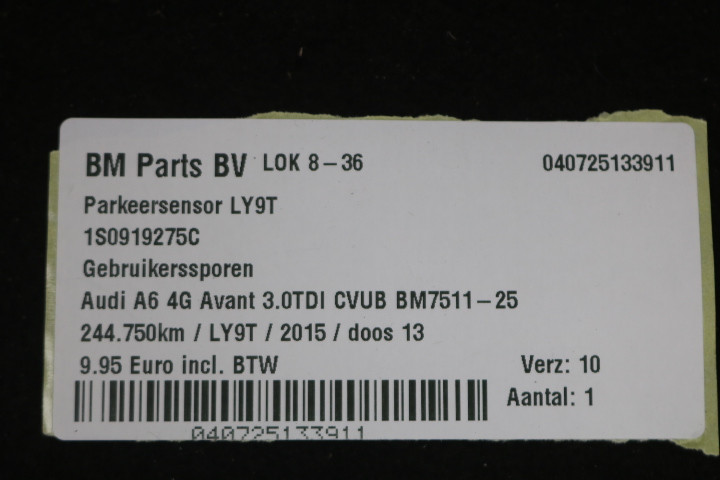 BM Parts BV LOK 8-36 040725133911
Parkeersensor LY9T
1S0919275C
Gebruikerssporen
Audi A6 4G Avant 3.0TDI CVUB BM7511-25
244.750km / LY9T / 2015 / doos 13
9.95 Euro incl. BTW Verz: 10
Aantal: 1
040725133911